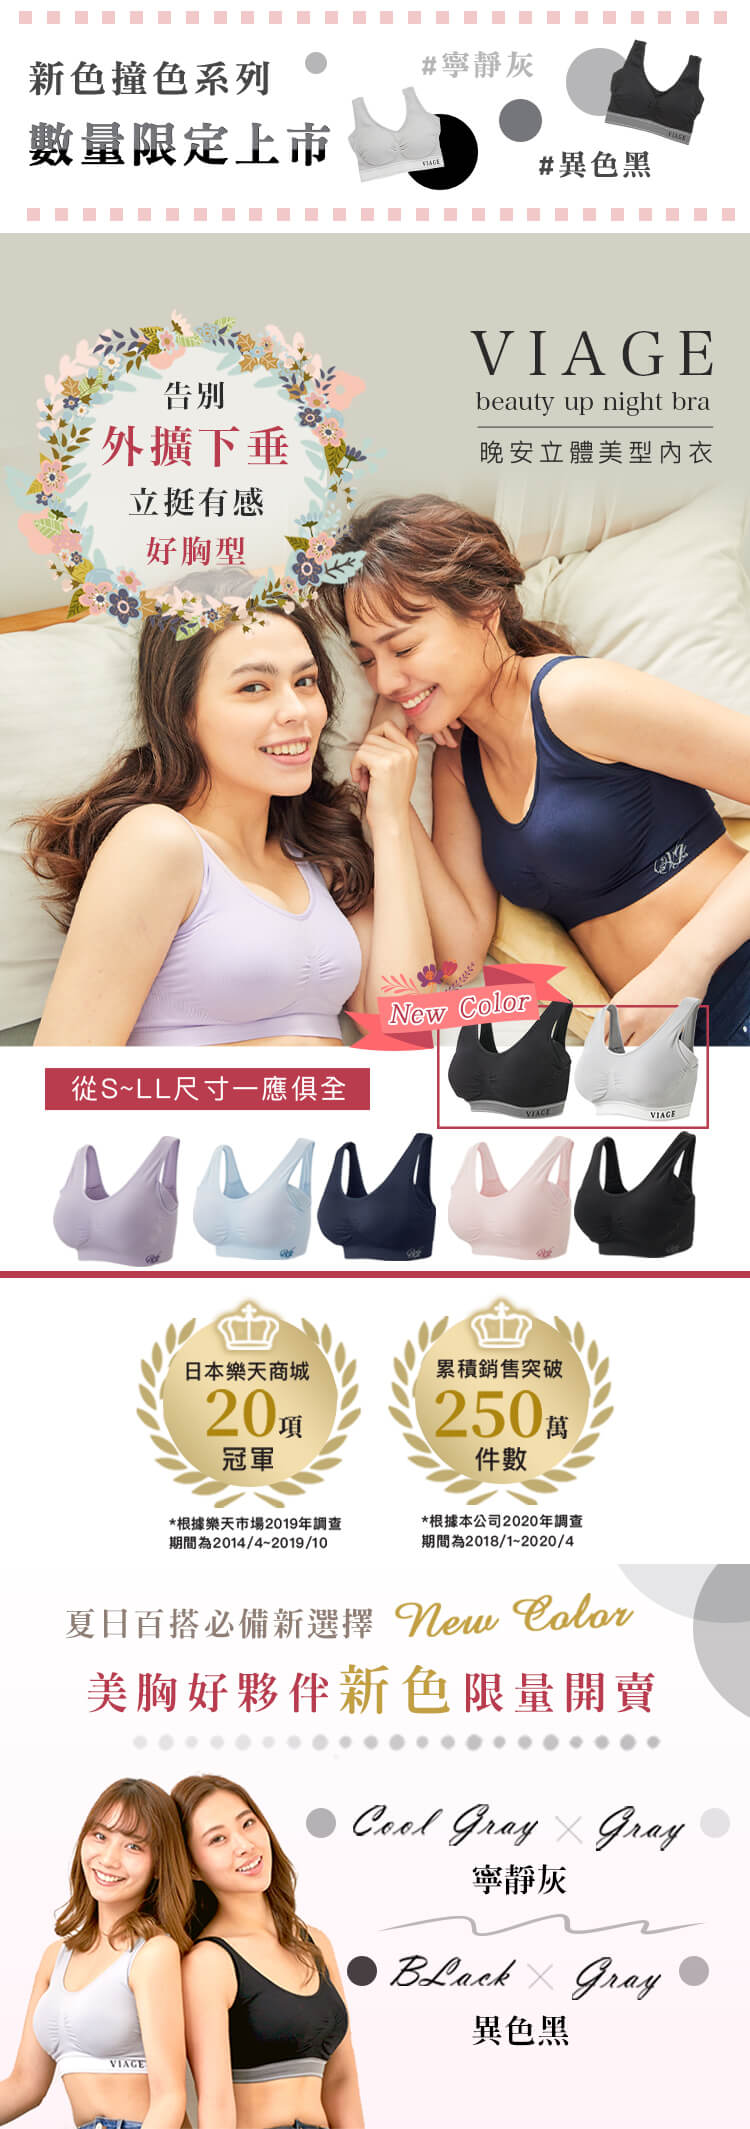 新色撞色系列
數量限定上市
#寧靜灰
#異色黑
VIAGE
VIAGE
告別
外擴下垂
立挺有感
好胸型
VIAGE
beauty up night bra
晚安立體美型內衣
New Color
從S~LL尺寸一應俱全
VIAGE
VIAGE
日本樂天商城
20項
冠軍
*根據樂天市場2019年調查
期間為2014/4~2019/10
累積銷售突破
250萬
件數
*根據本公司2020年調查
期間為2018/1~2020/4
夏日百搭必備新選擇 New Color
美胸好夥伴新色限量開賣
Cool Gray × Gray
寧靜灰
BLack × Gray
異色黑
VIAGE